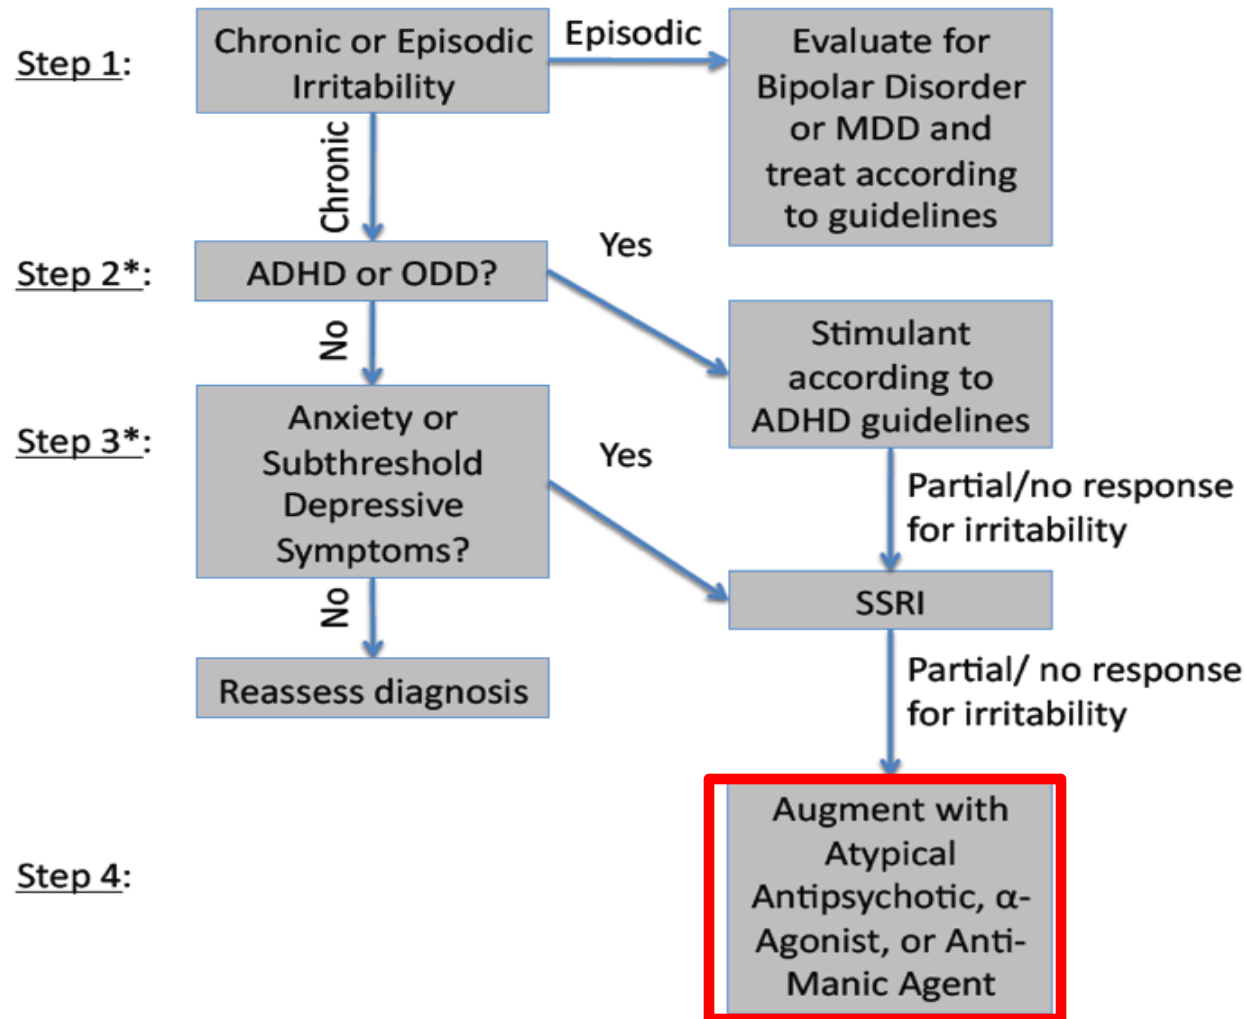 Step 1:
Chronic or Episodic
Irritability
Episodic
Evaluate for
Bipolar Disorder
or MDD and
treat according
to guidelines
Chronic
Step 2*:
ADHD or ODD?
Yes
Stimulant
according to
ADHD guidelines
No
Step 3*:
Anxiety or
Subthreshold
Depressive
Symptoms?
Yes
Partial/no response
for irritability
SSRI
No
Reassess diagnosis
Partial/ no response
for irritability
Step 4:
Augment with
Atypical
Antipsychotic, α-
Agonist, or Anti-
Manic Agent